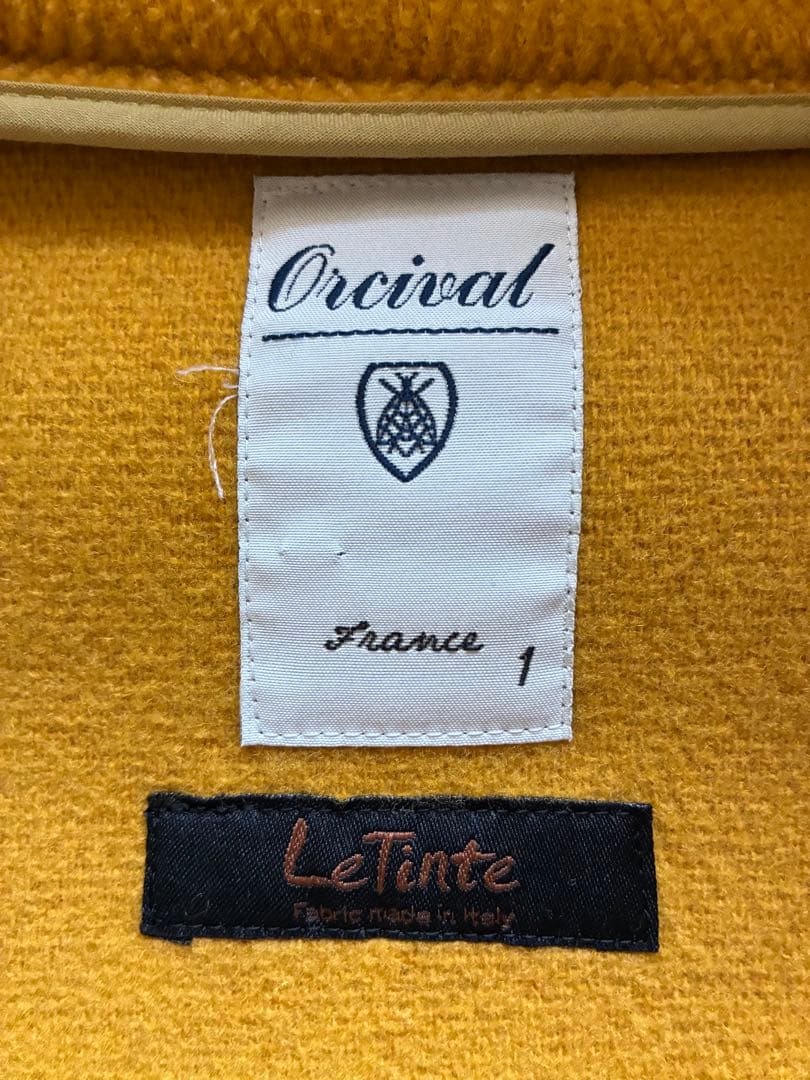 Orcival
France
1
LeTinte
Fabric made in Italy